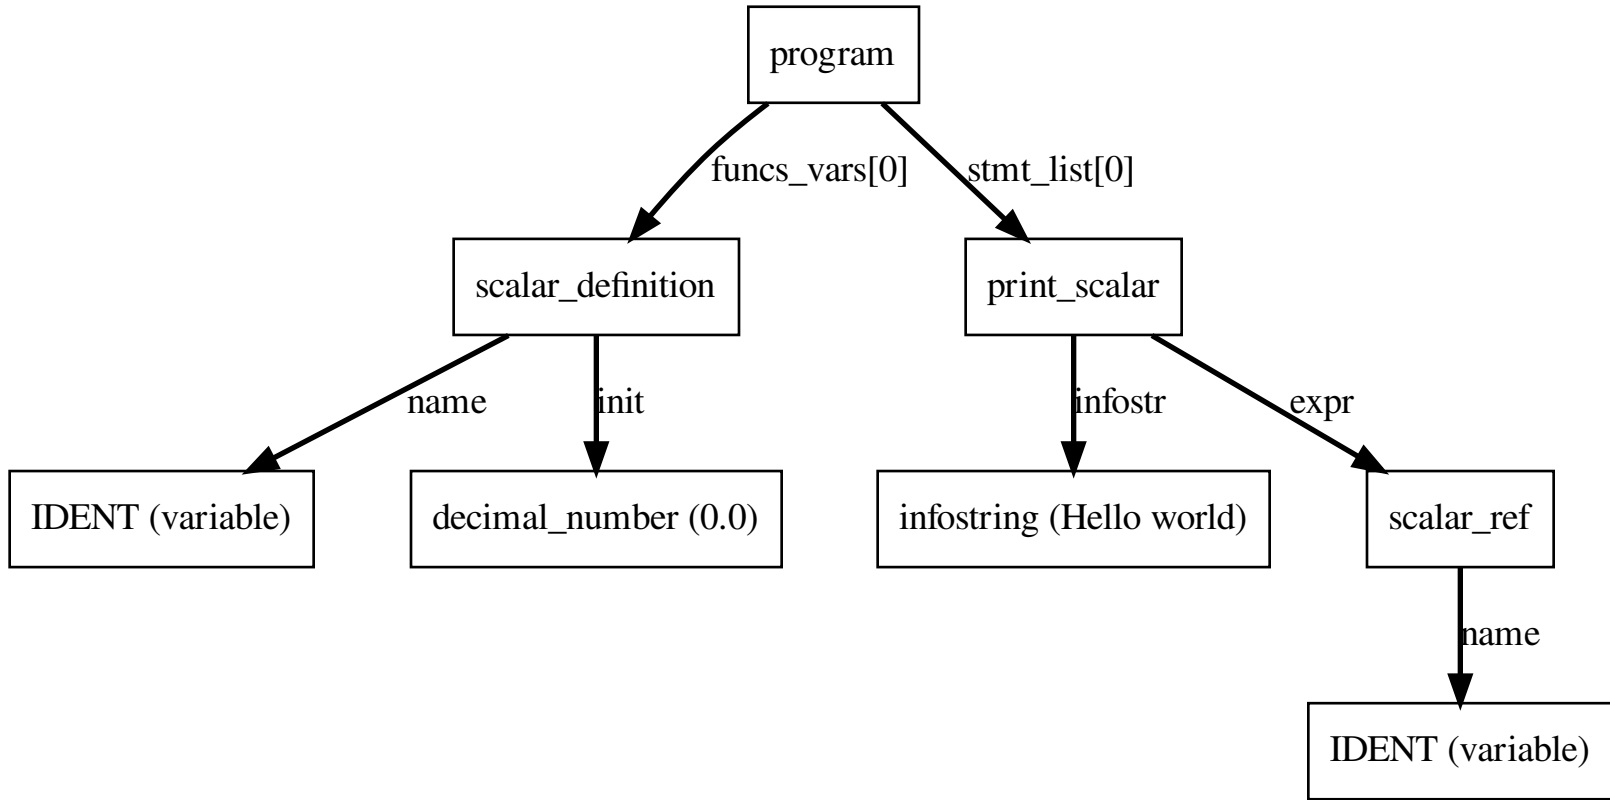 program
funcs_vars[0]
stmt_list[0]
scalar_definition
print_scalar
name
init
infostr
expr
IDENT (variable)
decimal_number (0.0)
infostring (Hello world)
scalar_ref
name
IDENT (variable)